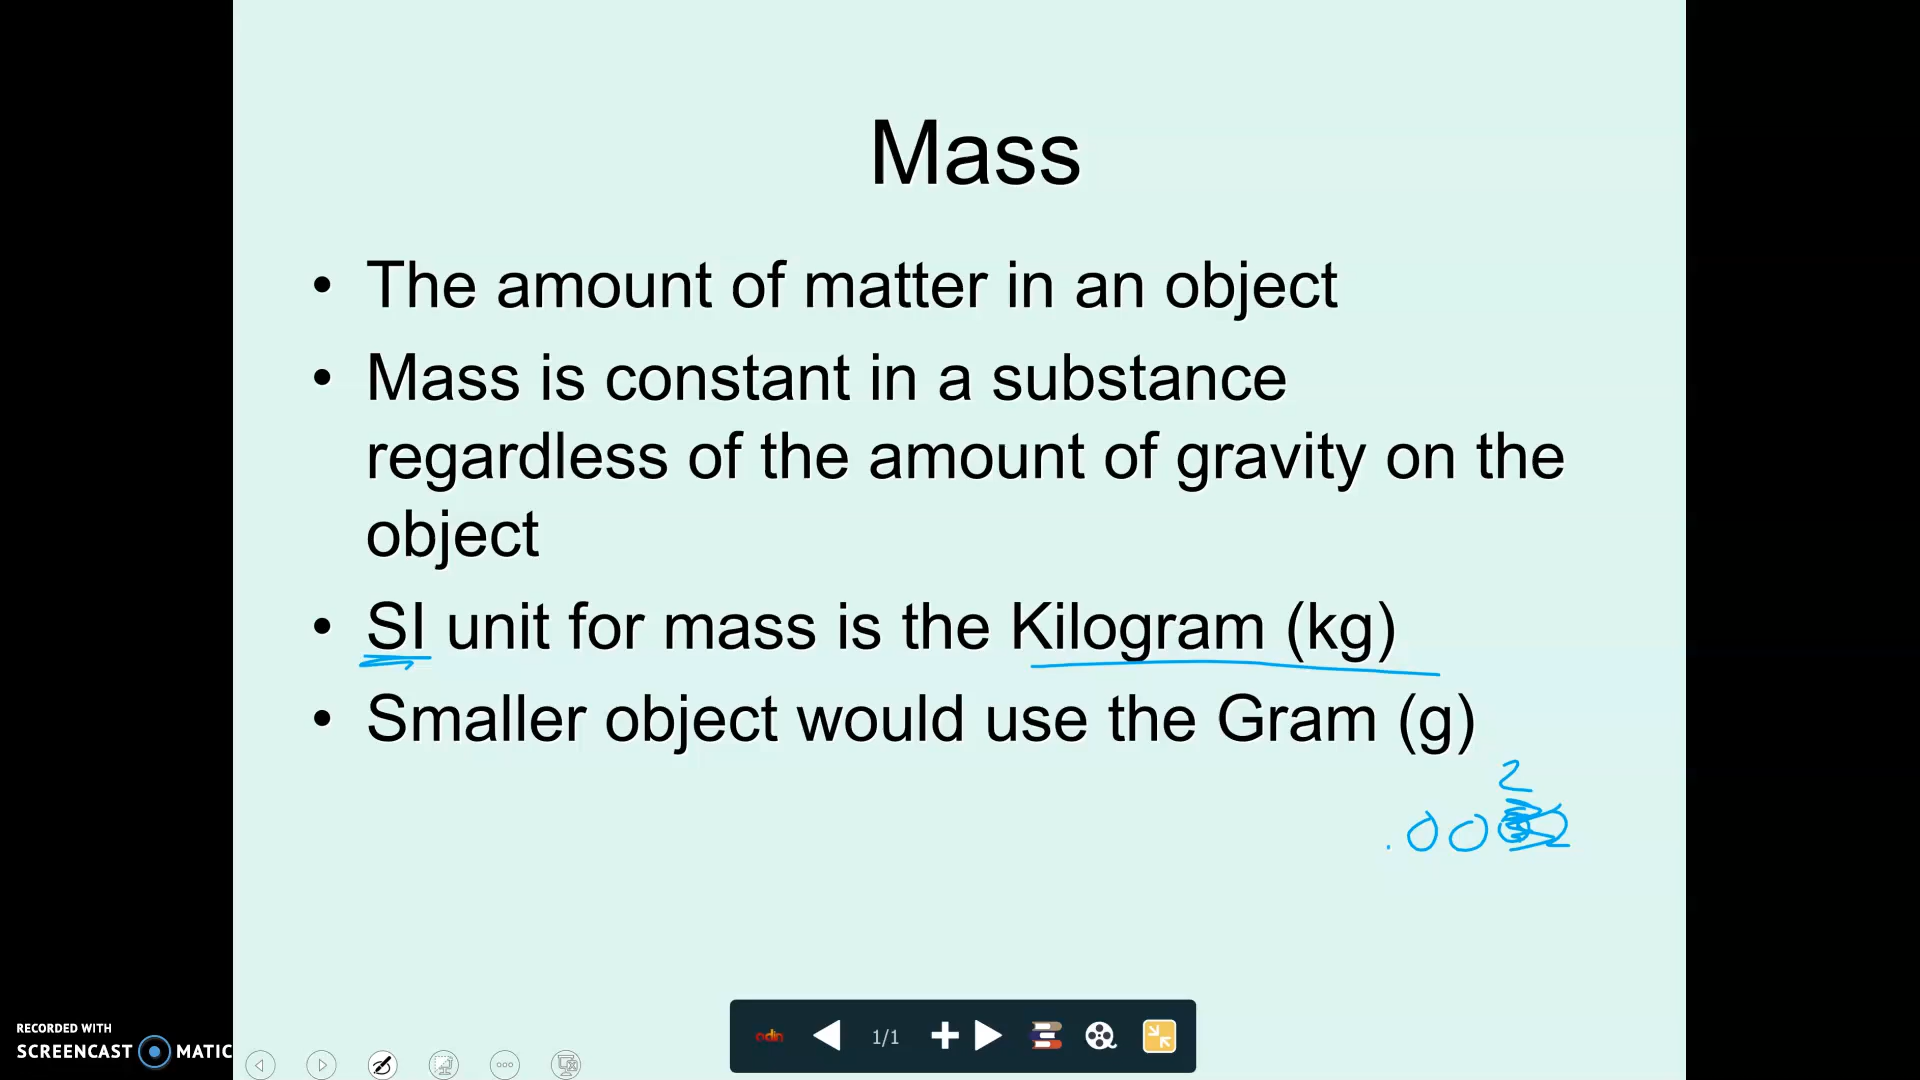 Mass
• The amount of matter in an object
• Mass is constant in a substance
regardless of the amount of gravity on the
object
• SI unit for mass is the Kilogram (kg)
• Smaller object would use the Gram (g)
2
.00
1/1
RECORDED WITH
SCREENCAST MATIC